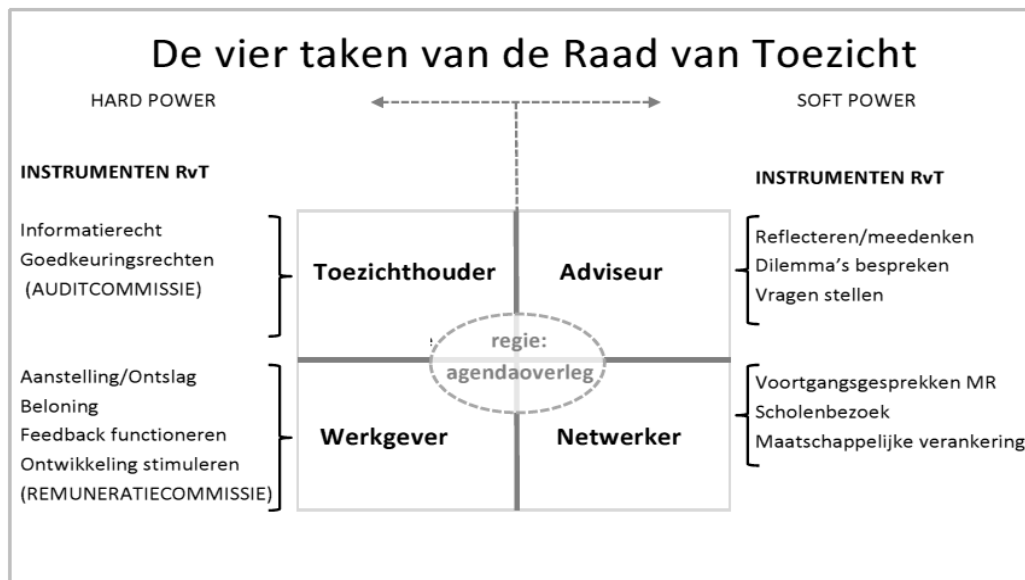 De vier taken van de Raad van Toezicht
HARD POWER
SOFT POWER
INSTRUMENTEN RvT
INSTRUMENTEN RvT
Informatierecht
Goedkeuringsrechten
(AUDITCOMMISSIE)
Toezichthouder
Adviseur
Reflecteren/meedenken
Dilemma's bespreken
Vragen stellen
regie:
agendaoverleg
Aanstelling/Ontslag
Beloning
Feedback functioneren
Ontwikkeling stimuleren
(REMUNERATIECOMMISSIE)
Werkgever
Netwerker
Voortgangsgesprekken MR
Scholenbezoek
Maatschappelijke verankering